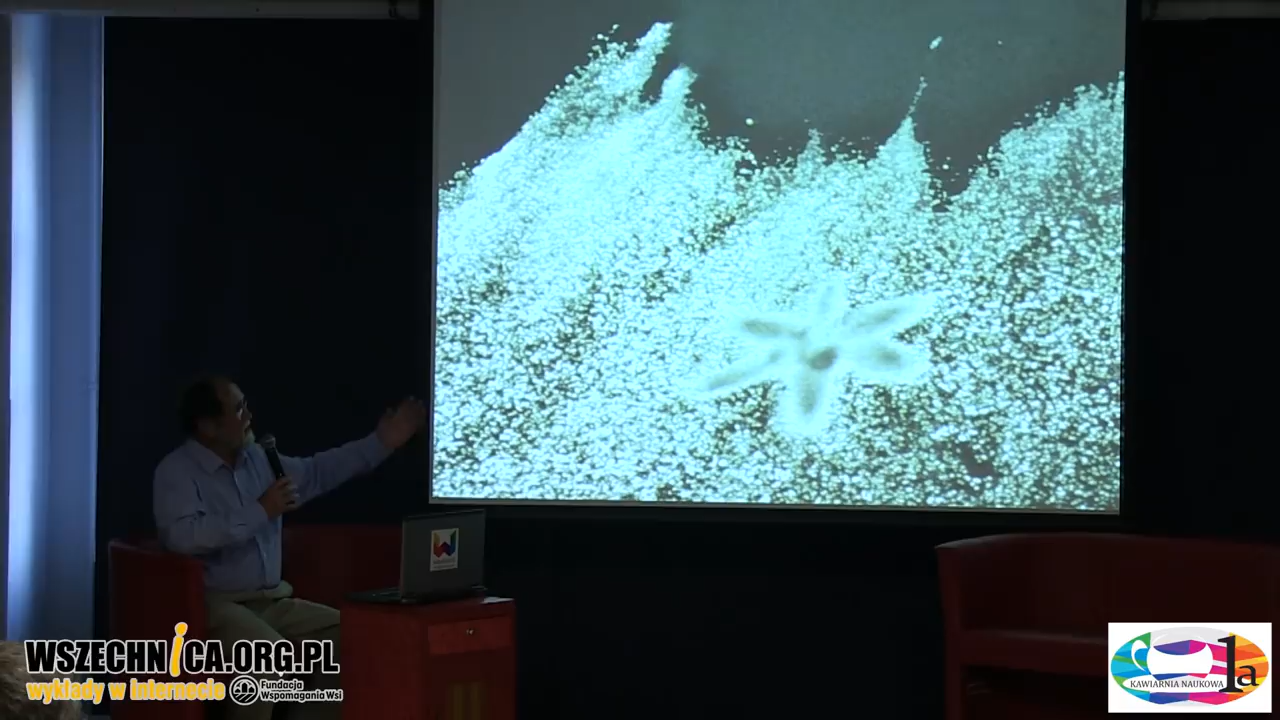 WSZECHNICA.ORG.PL
wykłady w internecie
Fundacja
Wspomagania Wsi
KAWIARNIA NAUKOWA
1a